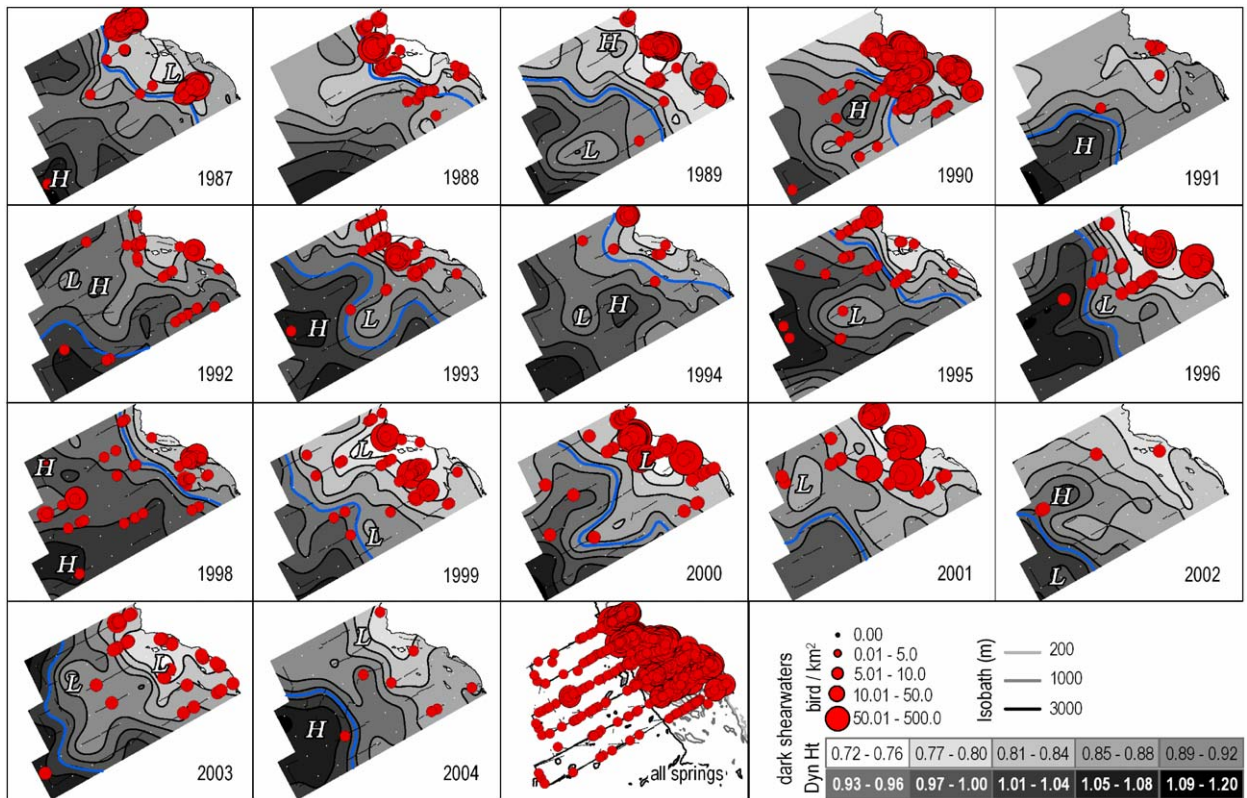 L
H
1987
1988
H
L
1989
H
1990
H
1991
L
H
1992
H
L
1993
L
H
1994
L
1995
L
1996
H
H
1998
L
L
1999
L
2000
L
2001
H
L
2002
L
L
2003
L
H
2004
all springs
dark shearwaters
bird / km²
0.00
0.01 - 5.0
5.01 - 10.0
10.01 - 50.0
50.01 - 500.0
Isobath (m)
200
1000
3000
Dyn Ht
0.72 - 0.76 0.77 - 0.80 0.81 - 0.84 0.85 - 0.88 0.89 - 0.92
0.93 - 0.96 0.97 - 1.00 1.01 - 1.04 1.05 - 1.08 1.09 - 1.20